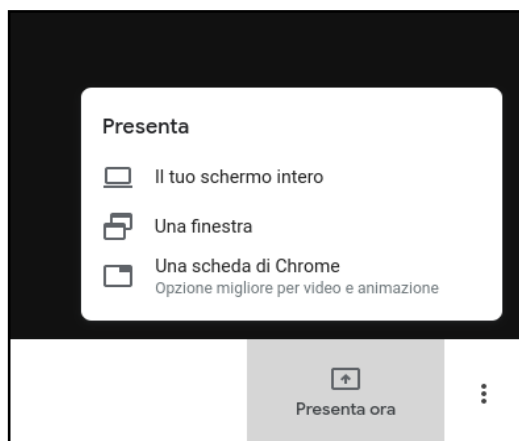 Presenta
Il tuo schermo intero
Una finestra
Una scheda di Chrome
Opzione migliore per video e animazione
Presenta ora